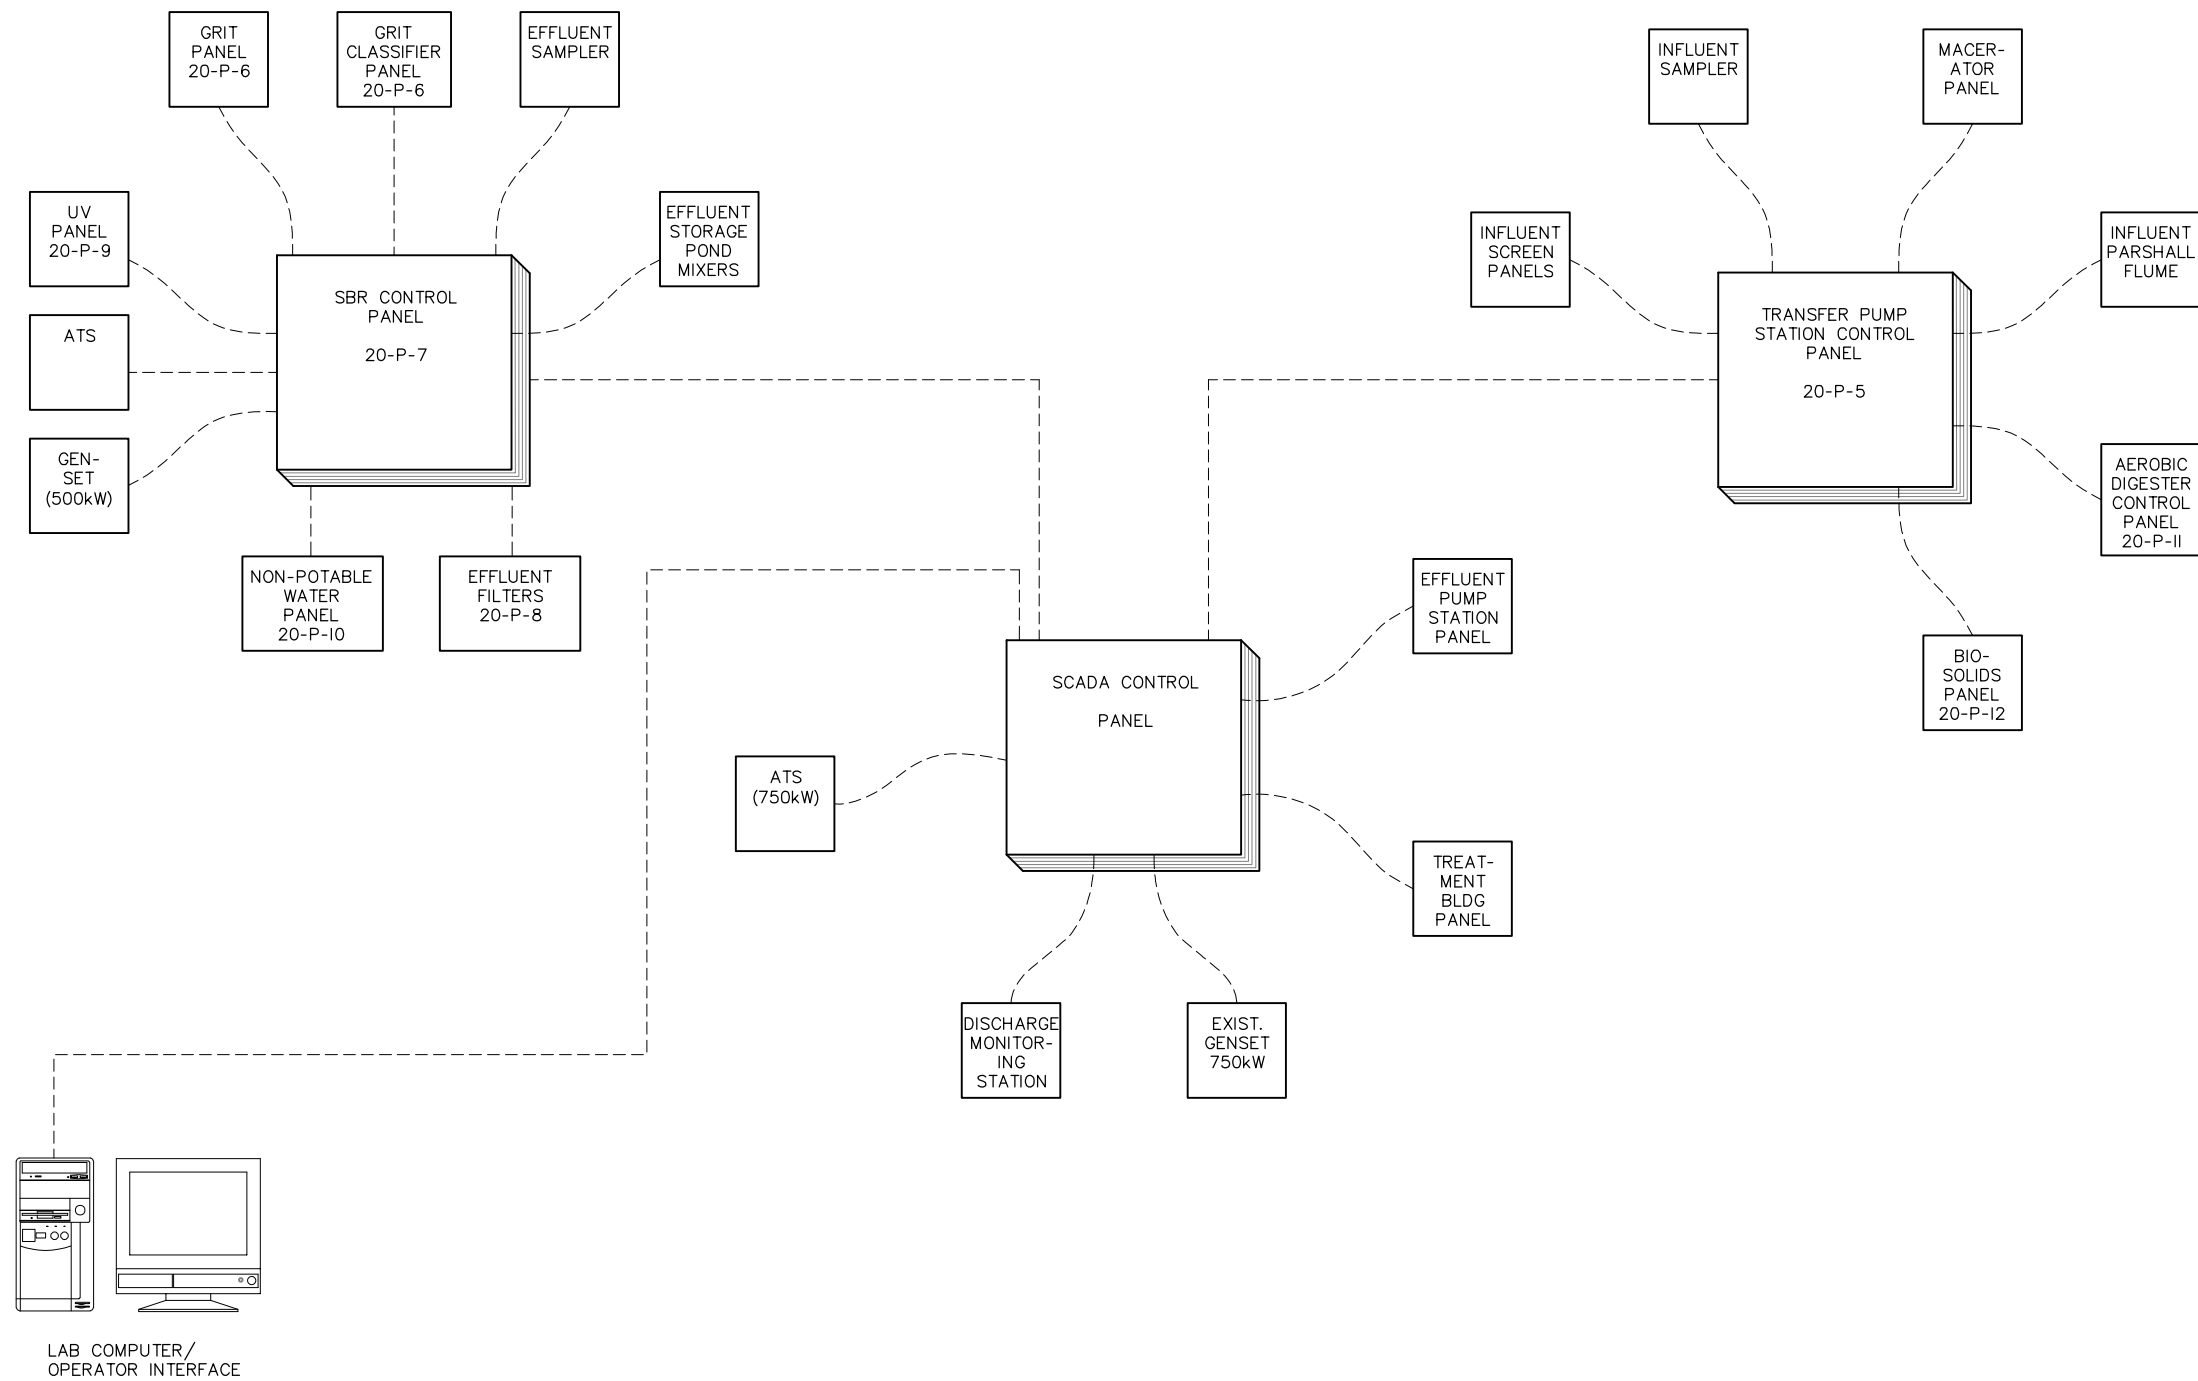 GRIT
PANEL
20-P-6
GRIT
CLASSIFIER
PANEL
20-P-6
EFFLUENT
SAMPLER
INFLUENT
SAMPLER
MACER-
ATOR
PANEL
UV
PANEL
20-P-9
EFFLUENT
STORAGE
POND
MIXERS
INFLUENT
SCREEN
PANELS
INFLUENT
PARSHALL
FLUME
SBR CONTROL
PANEL
20-P-7
TRANSFER PUMP
STATION CONTROL
PANEL
20-P-5
ATS
GEN-
SET
(500kW)
AEROBIC
DIGESTER
CONTROL
PANEL
20-P-11
NON-POTABLE
WATER
PANEL
20-P-10
EFFLUENT
FILTERS
20-P-8
EFFLUENT
PUMP
STATION
PANEL
BIO-
SOLIDS
PANEL
20-P-12
SCADA CONTROL
PANEL
ATS
(750kW)
TREAT-
MENT
BLDG
PANEL
DISCHARGE
MONITOR-
ING
STATION
EXIST.
GENSET
750kW
LAB COMPUTER/
OPERATOR INTERFACE